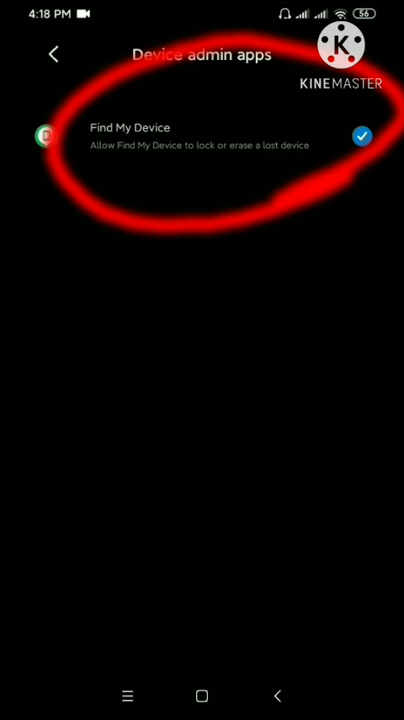 4:18 PM
56
Device admin apps
K
KINEMASTER
Find My Device
Allow Find My Device to lock or erase a lost device